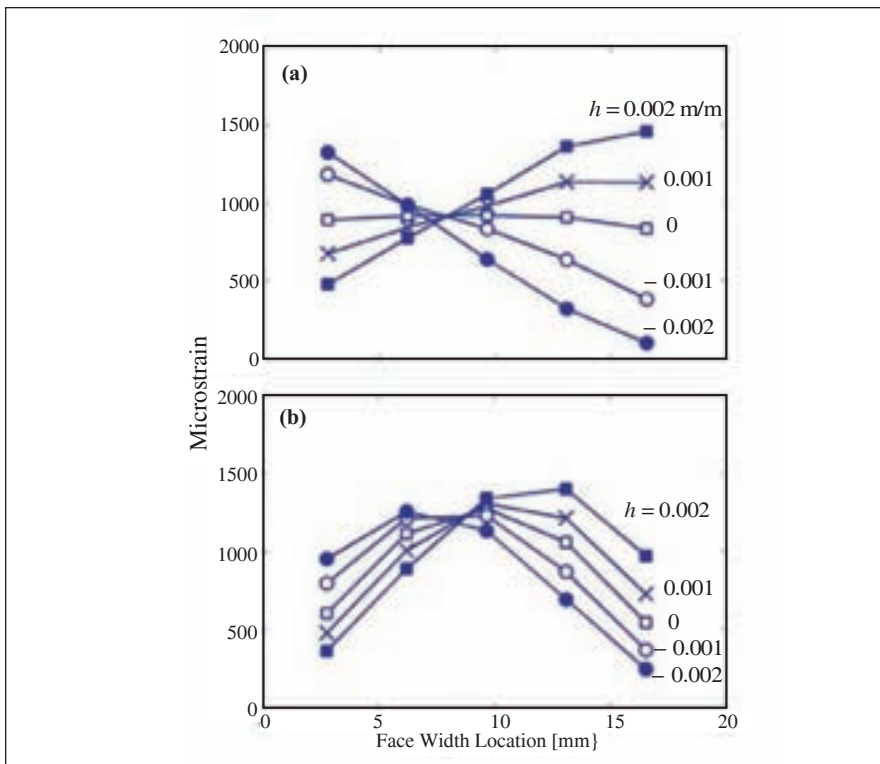 2000
(a)
h = 0.002 m/m
1500
0.001
1000
0
500
– 0.001
– 0.002
0
Microstrain
2000
(b)
1500
h = 0.002
1000
0.001
0
500
– 0.001
– 0.002
0
0 5 10 15 20
Face Width Location [mm}